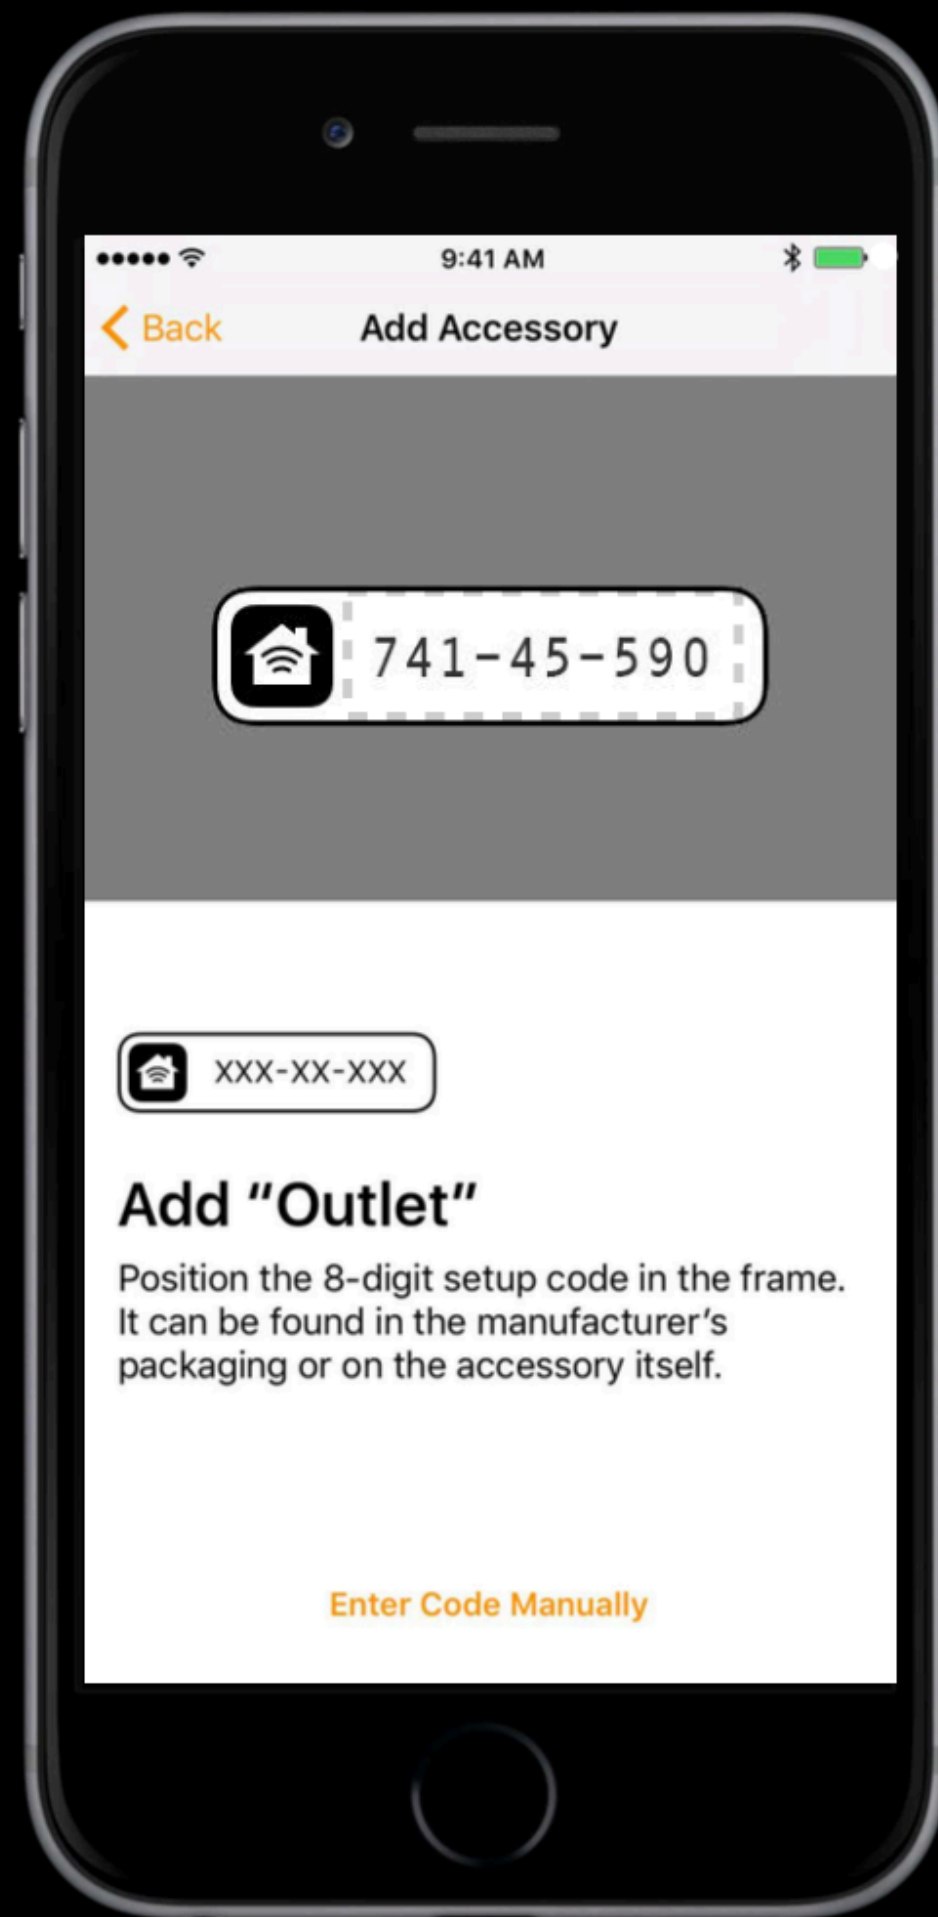 9:41 AM
Back
Add Accessory
741-45-590
XXX-XX-XXX
Add “Outlet”
Position the 8-digit setup code in the frame.
It can be found in the manufacturer’s
packaging or on the accessory itself.
Enter Code Manually